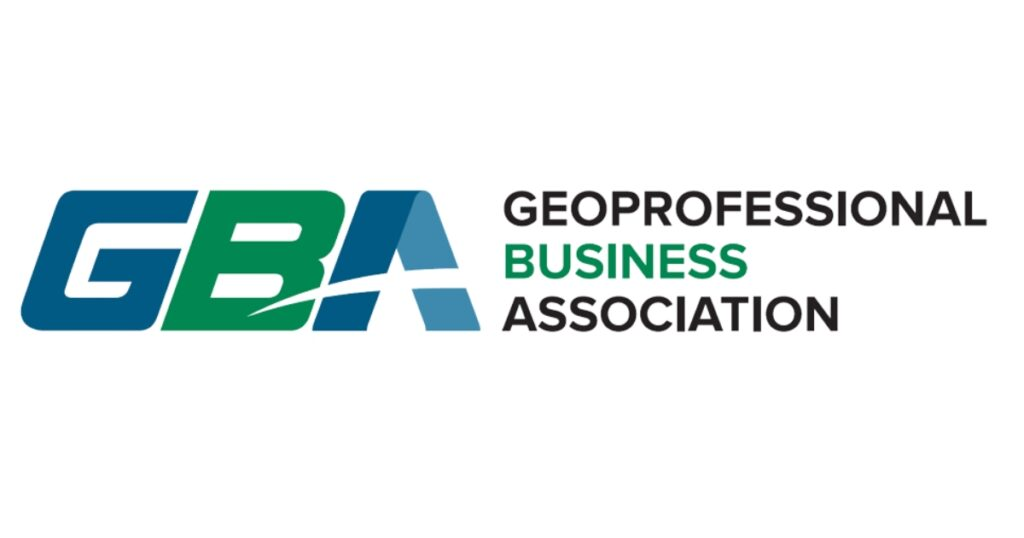 GBA
GEOPROFESSIONAL
BUSINESS
ASSOCIATION